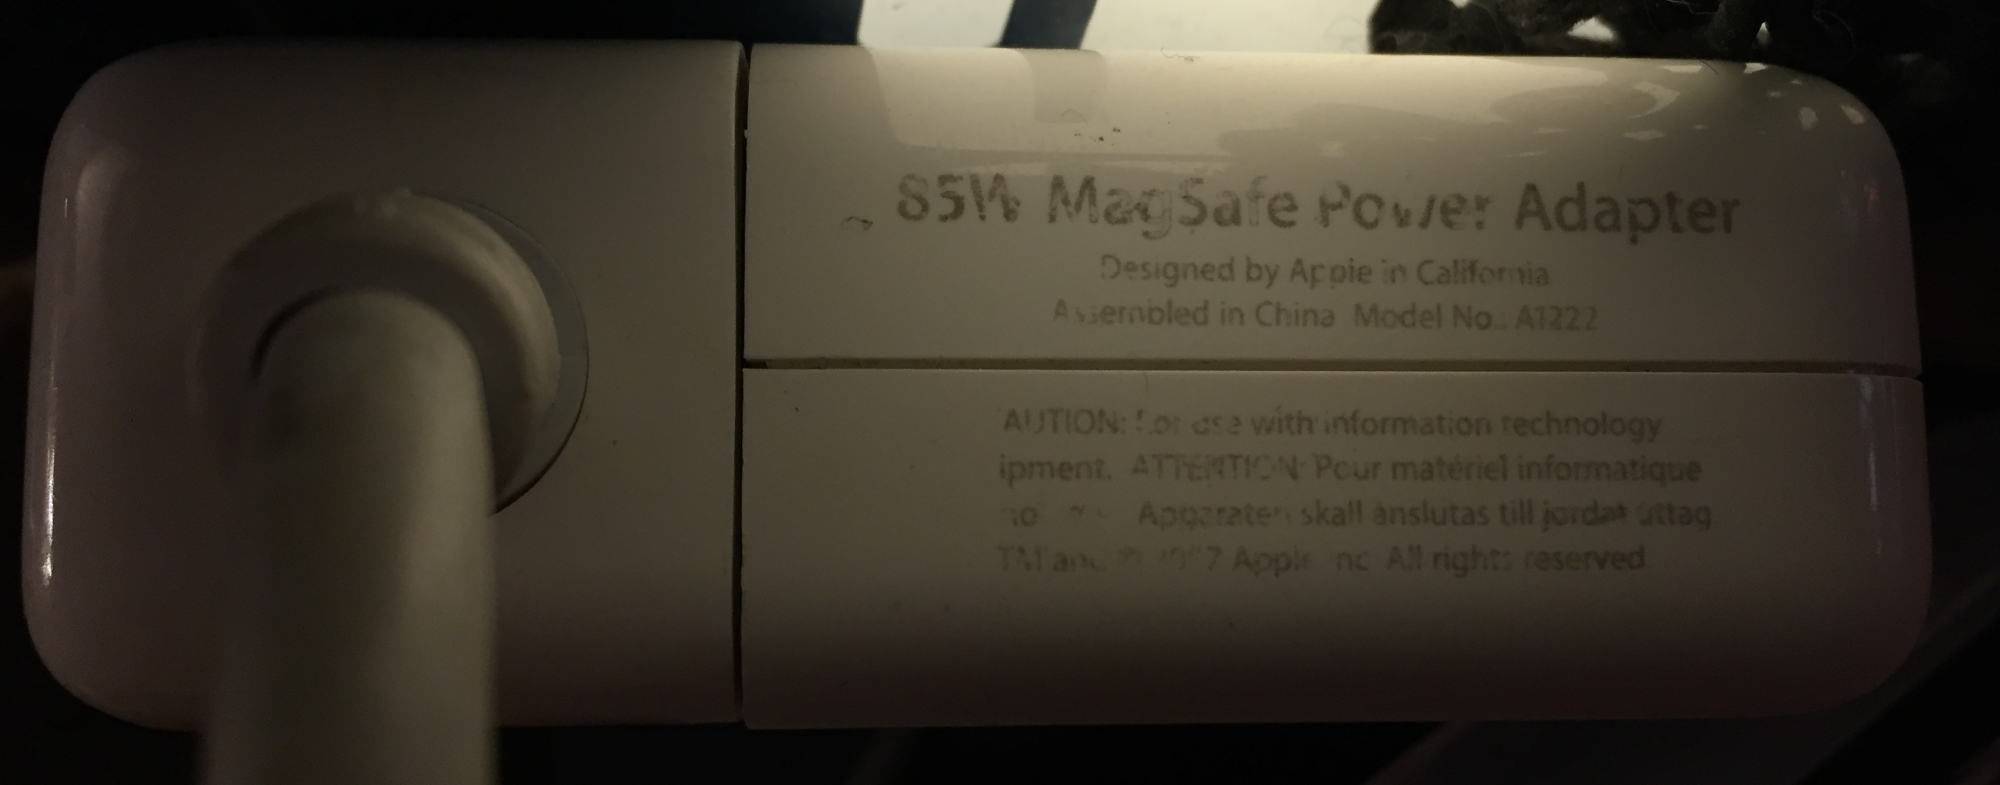 85W MagSafe Power Adapter
Designed by Apple in California
Assembled in China Model No. A1222
AUTION: For use with information technology
ipment. ATTENTION: Pour matériel informatique
Apparaten skall anslutas till jordat uttag
TM and © Apple Inc All rights reserved